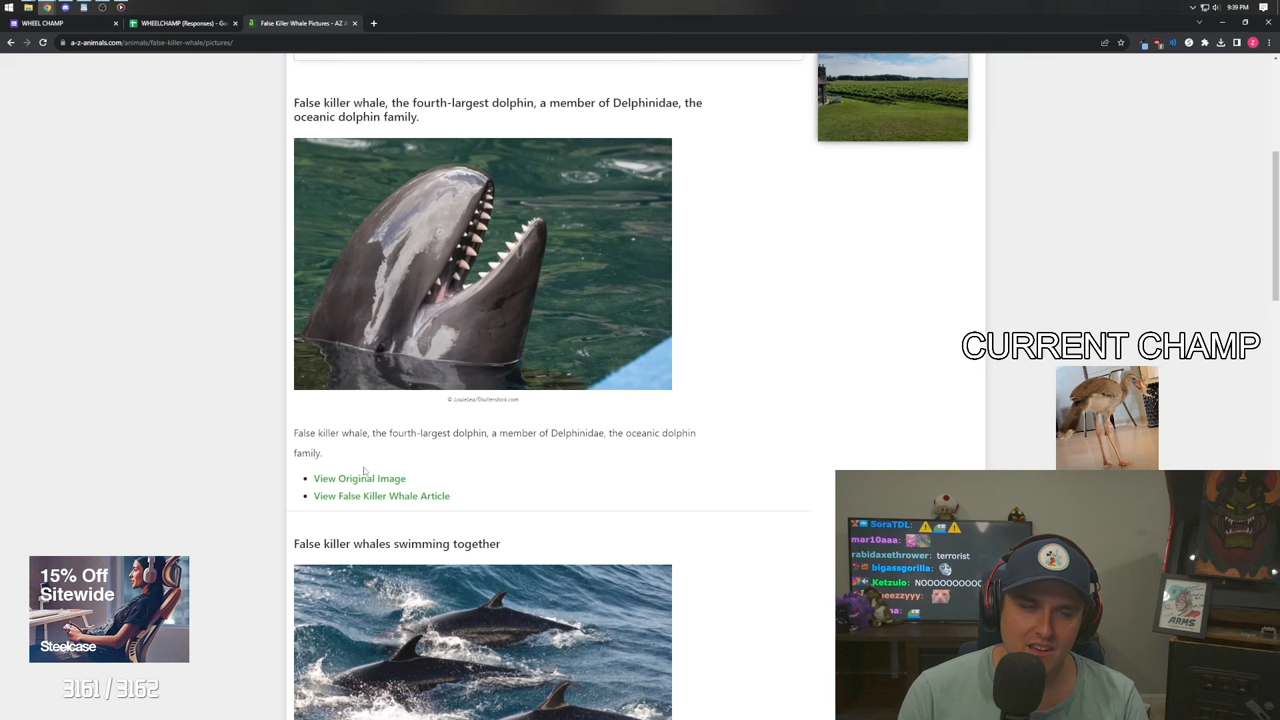 9:39 PM
WHEEL CHAMP
WHEELCHAMP (Responses) - Go
False Killer Whale Pictures - AZ A
a-z-animals.com/animals/false-killer-whale/pictures/
False killer whale, the fourth-largest dolphin, a member of Delphinidae, the
oceanic dolphin family.
© LouieLea/Shutterstock.com
False killer whale, the fourth-largest dolphin, a member of Delphinidae, the oceanic dolphin
family.
View Original Image
View False Killer Whale Article
False killer whales swimming together
CURRENT CHAMP
SoraTDL:
mar10aaa:
rabidaxethrower: terrorist
bigassgorilla:
Ketzulo: NOOOOOOOOOO
ARMS
15% Off
Sitewide
Steelcase
3161 / 3162